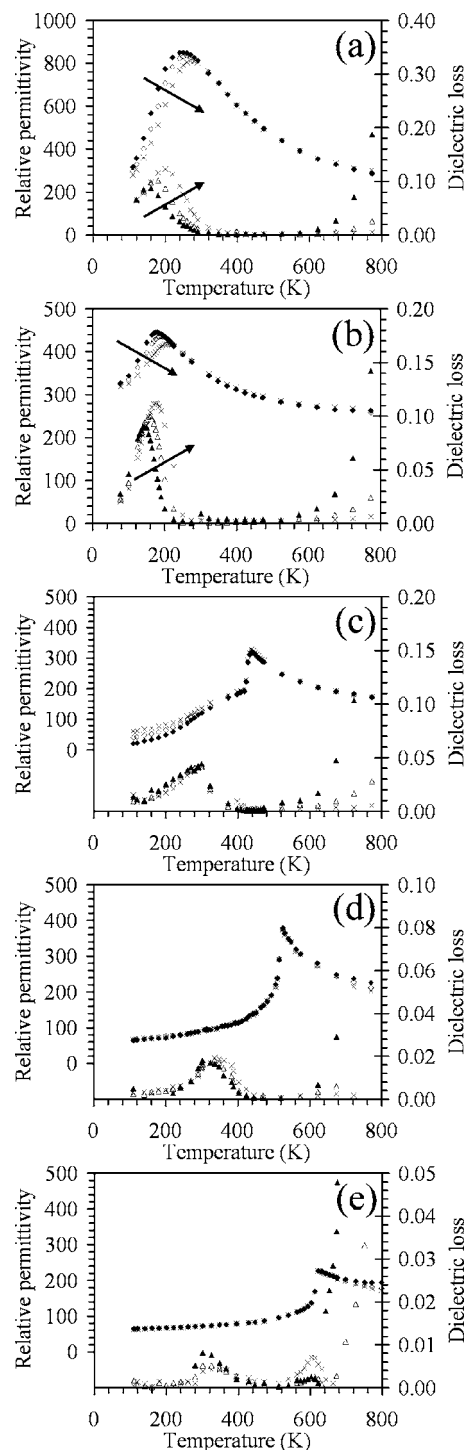 (a)
Relative permittivity
1000
800
600
400
200
0
0.40
0.30
0.20
0.10
0.00
Dielectric loss
0 200 400 600 800
Temperature (K)
(b)
Relative permittivity
500
400
300
200
100
0
0.20
0.15
0.10
0.05
0.00
Dielectric loss
0 200 400 600 800
Temperature (K)
(c)
Relative permittivity
500
400
300
200
100
0
0.20
0.15
0.10
0.05
0.00
Dielectric loss
0 200 400 600 800
Temperature (K)
(d)
Relative permittivity
500
400
300
200
100
0
0.10
0.08
0.06
0.04
0.02
0.00
Dielectric loss
0 200 400 600 800
Temperature (K)
(e)
Relative permittivity
500
400
300
200
100
0
0.05
0.04
0.03
0.02
0.01
0.00
Dielectric loss
0 200 400 600 800
Temperature (K)